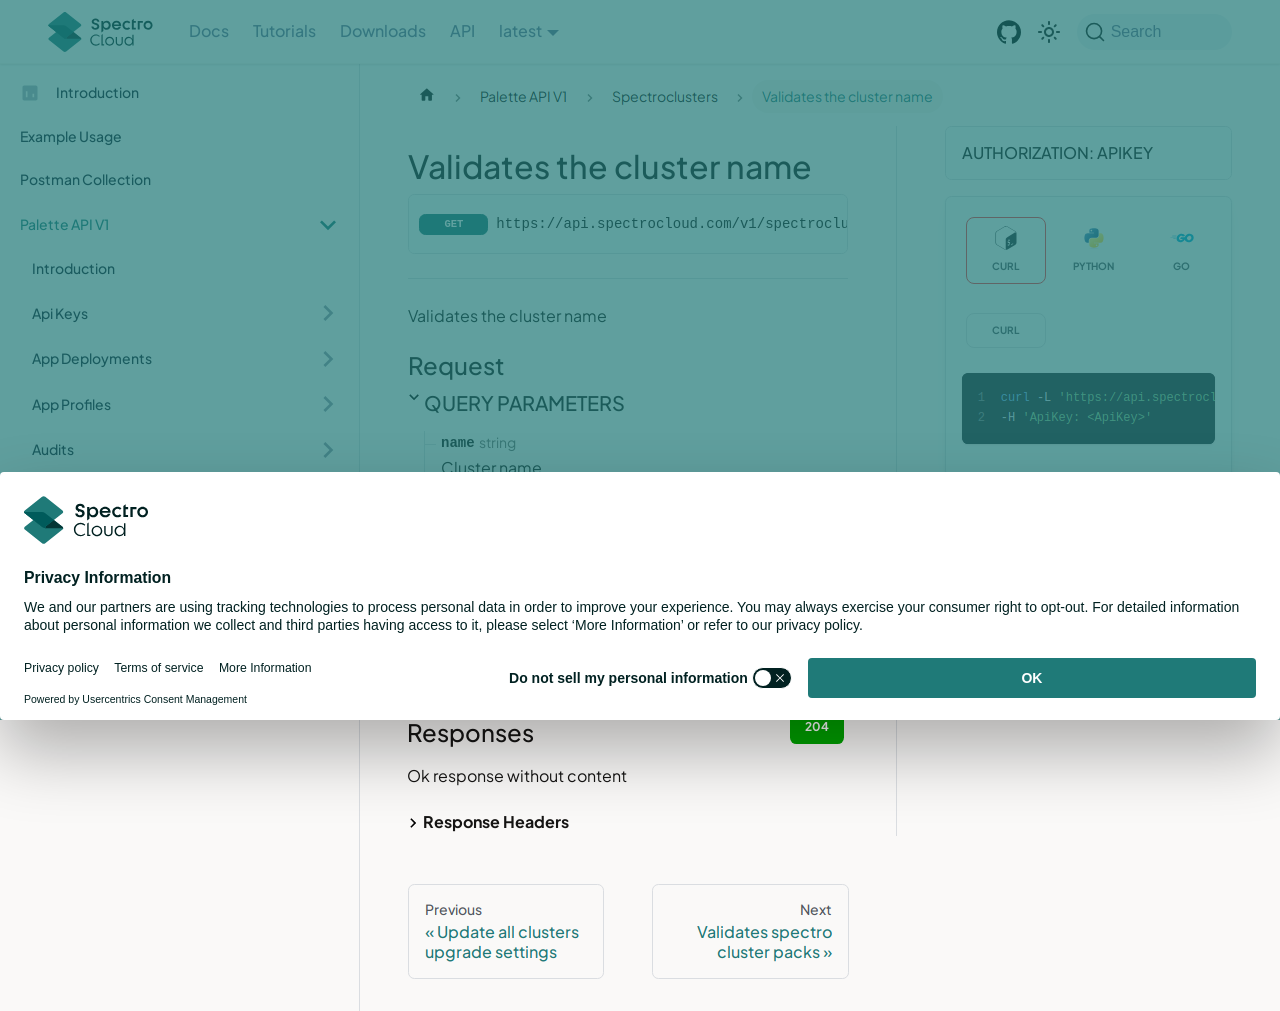 Spectro Cloud
Docs
Tutorials
Downloads
API
latest
Search
Introduction
Example Usage
Postman Collection
Palette API V1
Introduction
Api Keys
App Deployments
App Profiles
Audits
Palette API V1
Spectroclusters
Validates the cluster name
Validates the cluster name
GET https://api.spectrocloud.com/v1/spectroclu
Validates the cluster name
Request
QUERY PARAMETERS
name string
Cluster name
AUTHORIZATION: APIKEY
CURL
PYTHON
GO
CURL
1 curl -L 'https://api.spectrocl
2 -H 'ApiKey: <ApiKey>'
Spectro Cloud
Privacy Information
We and our partners are using tracking technologies to process personal data in order to improve your experience. You may always exercise your consumer right to opt-out. For detailed information
about personal information we collect and third parties having access to it, please select ‘More Information’ or refer to our privacy policy.
Privacy policy
Terms of service
More Information
Powered by Usercentrics Consent Management
Do not sell my personal information
OK
Responses
204
Ok response without content
Response Headers
Previous
« Update all clusters
upgrade settings
Next
Validates spectro
cluster packs »